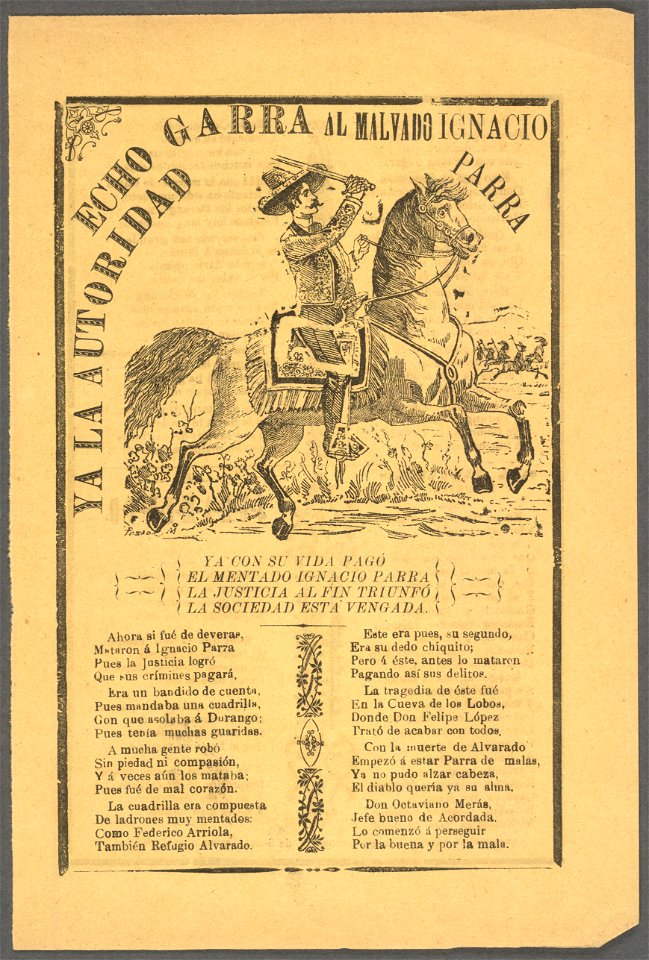 YA LA AUTORIDAD
ECHO GARRA AL MALVADO IGNACIO PARRA
YA CON SU VIDA PAGÓ
EL MENTADO IGNACIO PARRA
LA JUSTICIA AL FIN TRIUNFÓ
LA SOCIEDAD ESTA VENGADA.
Ahora si fué de deveras,
Mataron á Ignacio Parra
Pues la Justicia logró
Que sus crímines pagará,
Era un bandido de cuenta,
Pues mandaba una cuadrilla,
Con que asolaba á Durango;
Pues tenía muchas guaridas.
A mucha gente robó
Sin piedad ni compasión,
Y á veces aún los mataba;
Pues fué de mal corazón.
La cuadrilla era compuesta
De ladrones muy mentados:
Como Federico Arriola,
También Refugio Alvarado.
Este era pues, su segundo,
Era su dedo chiquito;
Pero á éste, antes lo mataron
Pagando así sus delitos.
La tragedia de éste fué
En la Cueva de los Lobos,
Donde Don Felipe López
Trató de acabar con todos.
Con la muerte de Alvarado
Empezó á estar Parra de malas,
Ya no pudo alzar cabeza,
El diablo quería ya su alma.
Don Octaviano Merás,
Jefe bueno de Acordada.
Lo comenzó á perseguir
Por la buena y por la mala.